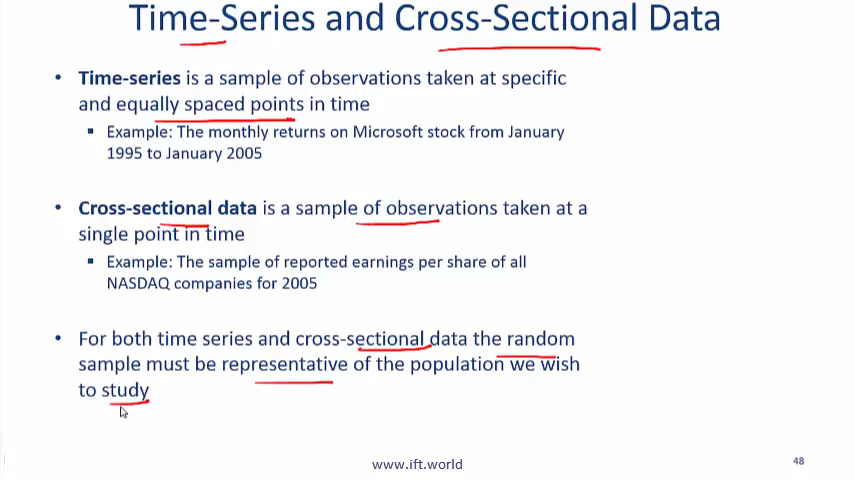 Time-Series and Cross-Sectional Data
• Time-series is a sample of observations taken at specific
and equally spaced points in time
▪ Example: The monthly returns on Microsoft stock from January
1995 to January 2005
• Cross-sectional data is a sample of observations taken at a
single point in time
▪ Example: The sample of reported earnings per share of all
NASDAQ companies for 2005
• For both time series and cross-sectional data the random
sample must be representative of the population we wish
to study
www.ift.world
48